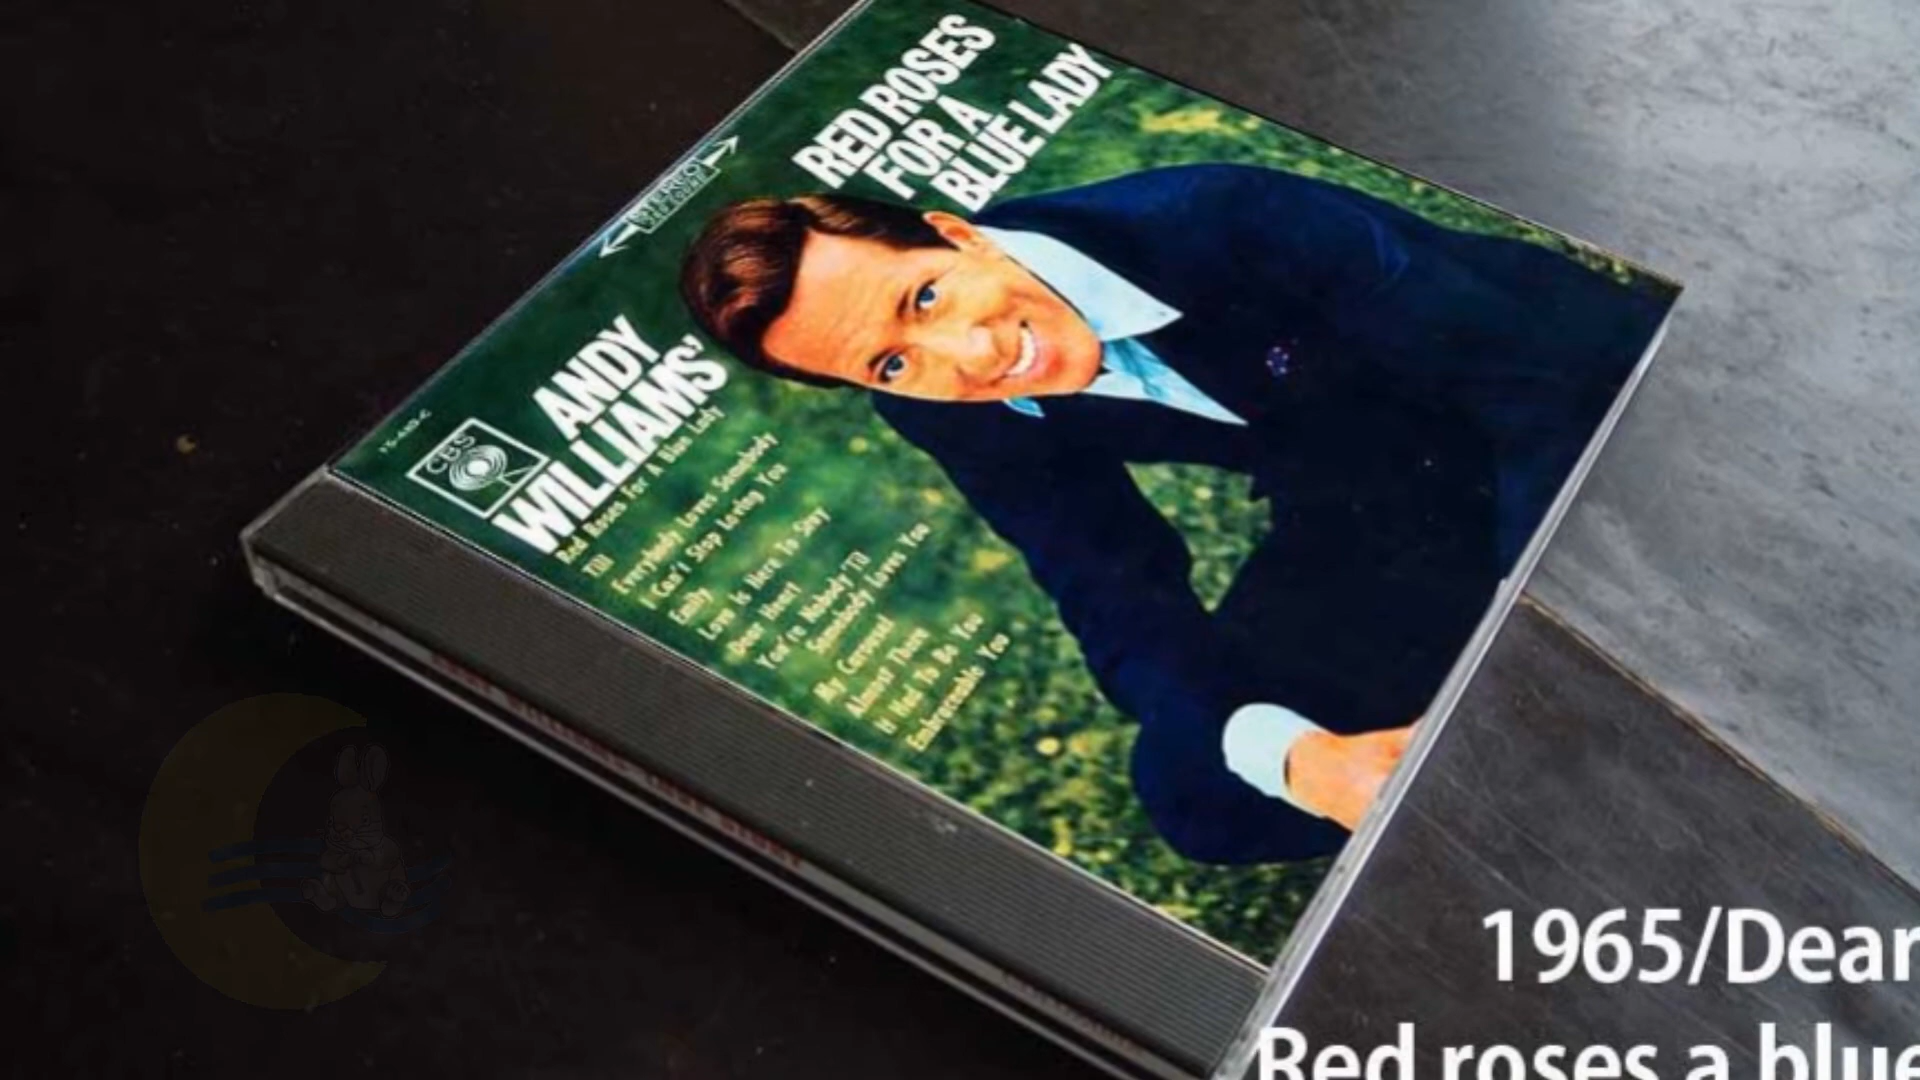 RED ROSES
FOR A
BLUE LADY
STEREO
ANDY
WILLIAMS'
CBS
Red Roses For A Blue Lady
Till
Everybody Loves Somebody
I Can't Stop Loving You
Emily
Love Is Here To Stay
Dear Heart
You're Nobody 'Til
Somebody Loves You
My Carousel
Almost There
It Had To Be You
Embraceable You
1965/Dear
Red roses a blue